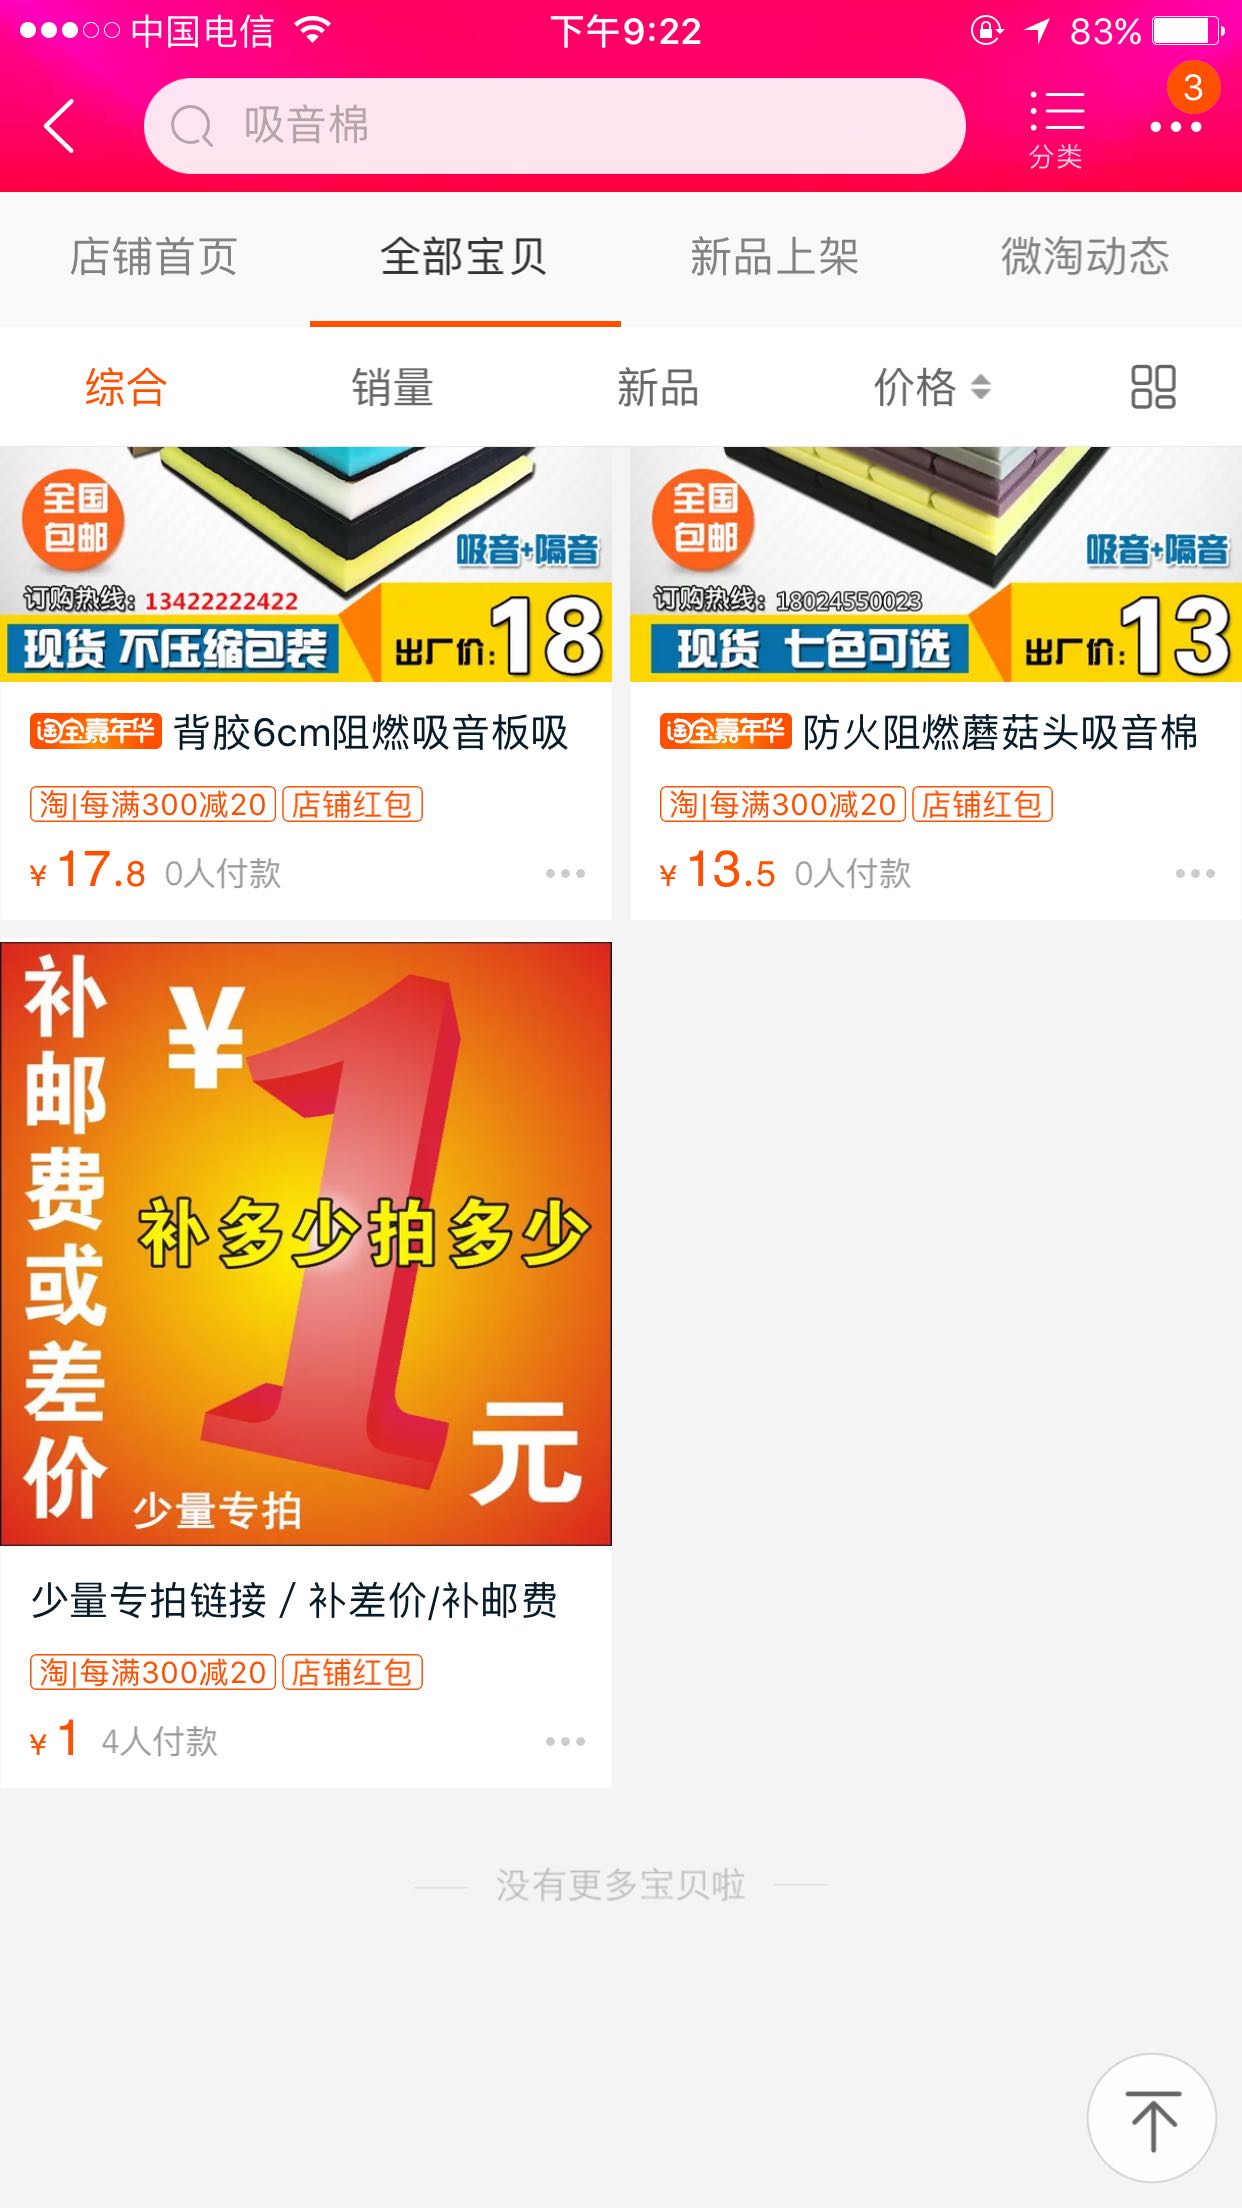 中国电信
下午9:22
83%
吸音棉
分类
3
店铺首页
全部宝贝
新品上架
微淘动态
综合
销量
新品
价格
全国
包邮
吸音+隔音
订购热线：13422222422
现货 不压缩包装
出厂价:18
全国
包邮
吸音+隔音
订购热线：18024550023
现货 七色可选
出厂价:13
淘宝嘉年华 背胶6cm阻燃吸音板吸
淘|每满300减20 店铺红包
¥ 17.8 0人付款
淘宝嘉年华 防火阻燃蘑菇头吸音棉
淘|每满300减20 店铺红包
¥ 13.5 0人付款
补邮费或差价
¥1元
补多少拍多少
少量专拍
少量专拍链接 / 补差价/补邮费
淘|每满300减20 店铺红包
¥ 1 4人付款
没有更多宝贝啦